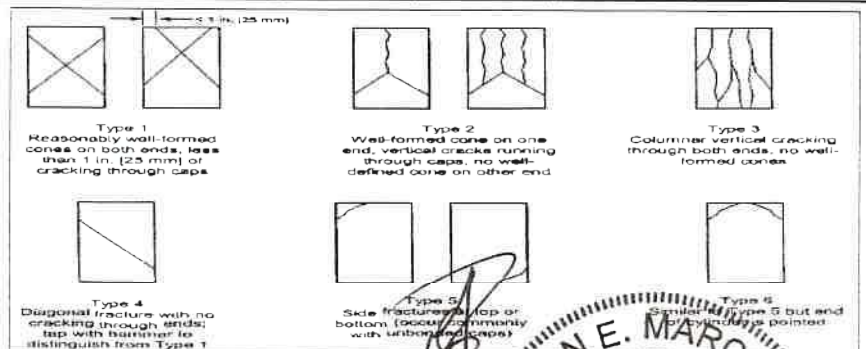 < 1 in. [25 mm]
Type 1
Reasonably well-formed
cones on both ends, less
than 1 in. [25 mm] of
cracking through caps
Type 2
Well-formed cone on one
end, vertical cracks running
through caps, no well-
defined cone on other end
Type 3
Columnar vertical cracking
through both ends, no well-
formed cones
Type 4
Diagonal fracture with no
cracking through ends;
tap with hammer to
distinguish from Type 1
Type 5
Side fractures at top or
bottom (occur commonly
with unbonded caps)
Type 6
Similar to Type 5 but end
of cylinder is pointed
N E. MARC